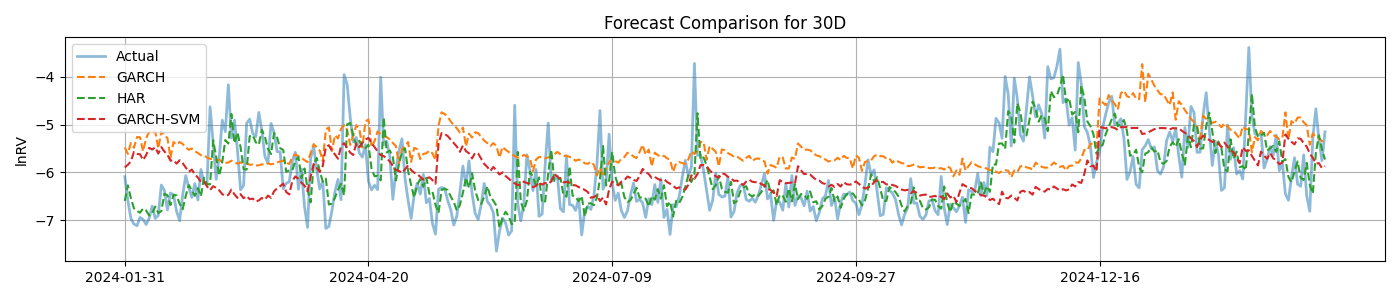 Forecast Comparison for 30D
Actual
GARCH
HAR
GARCH-SVM
lnRV
−4
−5
−6
−7
2024-01-31
2024-04-20
2024-07-09
2024-09-27
2024-12-16